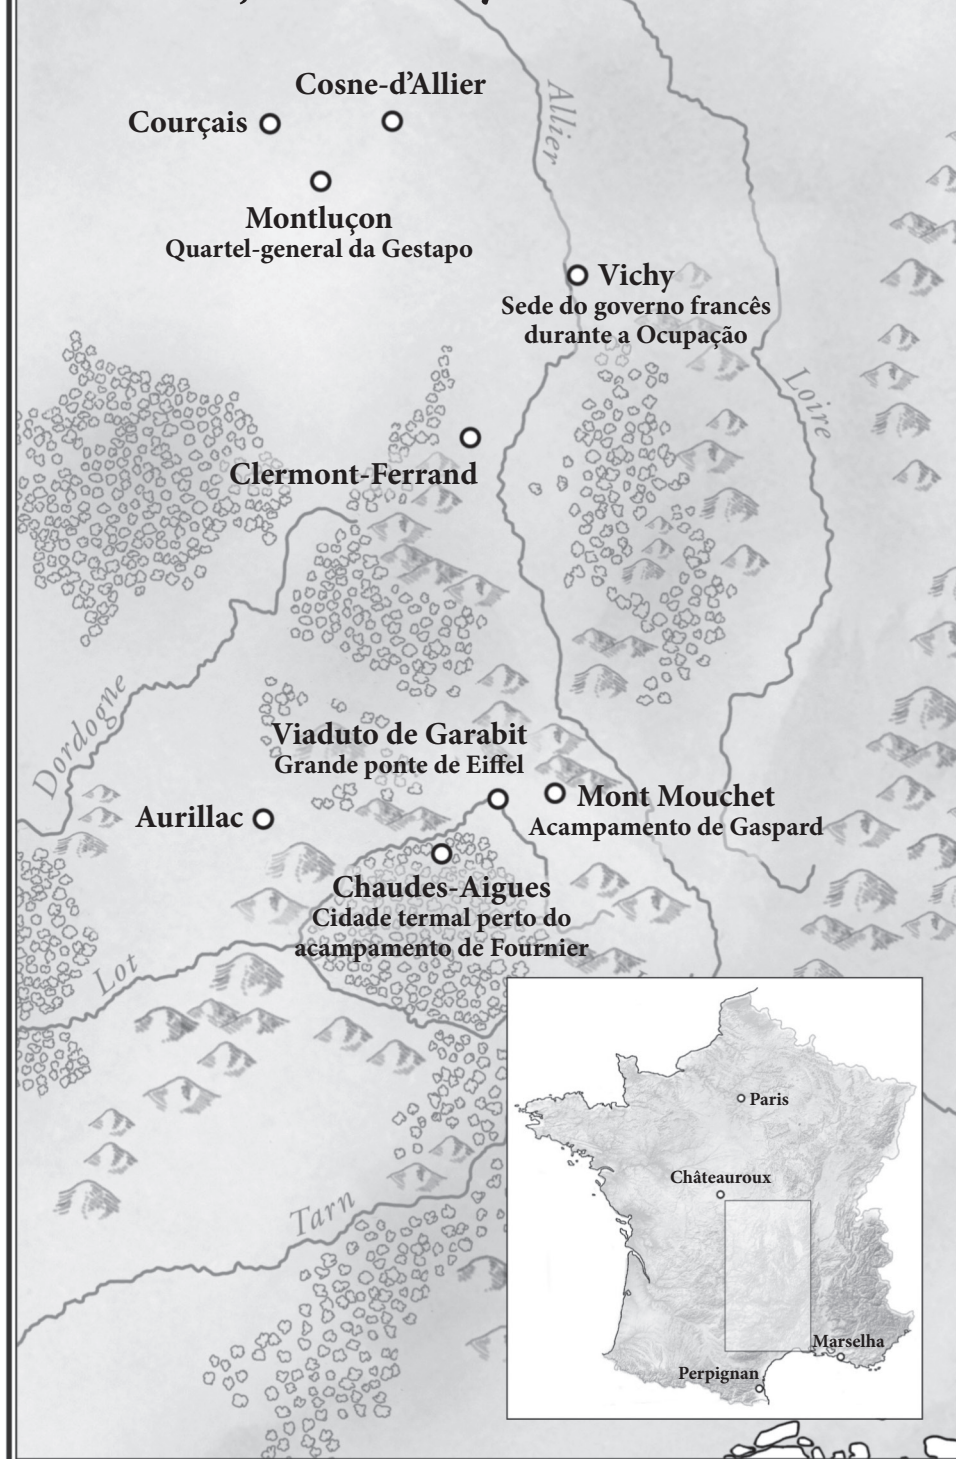 Cosne-d'Allier
Courçais
Allier
Montluçon
Quartel-general da Gestapo
Vichy
Sede do governo francês
durante a Ocupação
Loire
Clermont-Ferrand
Dordogne
Viaduto de Garabit
Grande ponte de Eiffel
Mont Mouchet
Acampamento de Gaspard
Aurillac
Chaudes-Aigues
Cidade termal perto do
acampamento de Fournier
Lot
Tarn
Paris
Châteauroux
Marselha
Perpignan